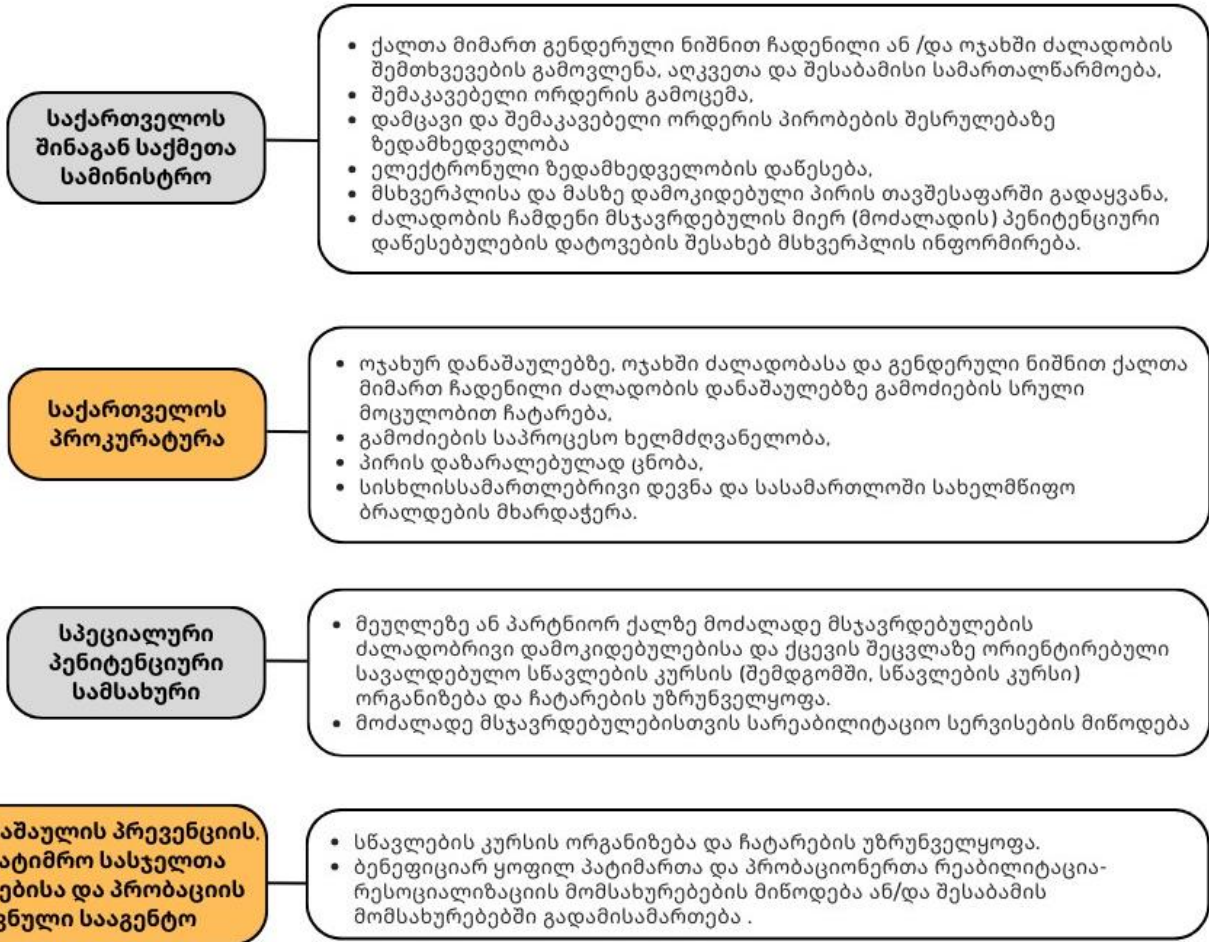 საქართველოს
შინაგან საქმეთა
სამინისტრო
• ქალთა მიმართ გენდერული ნიშნით ჩადენილი ან /და ოჯახში ძალადობის
შემთხვევების გამოვლენა, აღკვეთა და შესაბამისი სამართალწარმოება,
• შემაკავებელი ორდერის გამოცემა,
• დამცავი და შემაკავებელი ორდერის პირობების შესრულებაზე
ზედამხედველობა
• ელექტრონული ზედამხედველობის დაწესება,
• მსხვერპლისა და მასზე დამოკიდებული პირის თავშესაფარში გადაყვანა,
• ძალადობის ჩამდენი მსჯავრდებულის მიერ (მოძალადის) პენიტენციური
დაწესებულების დატოვების შესახებ მსხვერპლის ინფორმირება.
საქართველოს
პროკურატურა
• ოჯახურ დანაშაულებზე, ოჯახში ძალადობასა და გენდერული ნიშნით ქალთა
მიმართ ჩადენილი ძალადობის დანაშაულებზე გამოძიების სრული
მოცულობით ჩატარება,
• გამოძიების საპროცესო ხელმძღვანელობა,
• პირის დაზარალებულად ცნობა,
• სისხლისსამართლებრივი დევნა და სასამართლოში სახელმწიფო
ბრალდების მხარდაჭერა.
სპეციალური
პენიტენციური
სამსახური
• მეუღლეზე ან პარტნიორ ქალზე მოძალადე მსჯავრდებულების
ძალადობრივი დამოკიდებულებისა და ქცევის შეცვლაზე ორიენტირებული
სავალდებულო სწავლების კურსის (შემდგომში, სწავლების კურსი)
ორგანიზება და ჩატარების უზრუნველყოფა.
• მოძალადე მსჯავრდებულებისთვის სარეაბილიტაციო სერვისების მიწოდება
აშაულის პრევენციის,
ატიმრო სასჯელთა
ებისა და პრობაციის
ვნული სააგენტო
• სწავლების კურსის ორგანიზება და ჩატარების უზრუნველყოფა.
• ბენეფიციარ ყოფილ პატიმართა და პრობაციონერთა რეაბილიტაცია-
რესოციალიზაციის მომსახურებების მიწოდება ან/და შესაბამის
მომსახურებებში გადამისამართება .